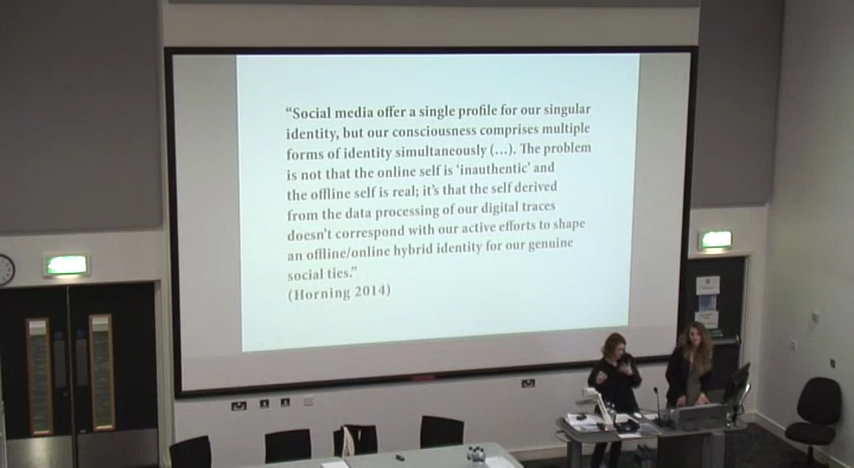 “Social media offer a single profile for our singular
identity, but our consciousness comprises multiple
forms of identity simultaneously (...). The problem
is not that the online self is ‘inauthentic’ and
the offline self is real; it’s that the self derived
from the data processing of our digital traces
doesn’t correspond with our active efforts to shape
an offline/online hybrid identity for our genuine
social ties.”
(Horning 2014)